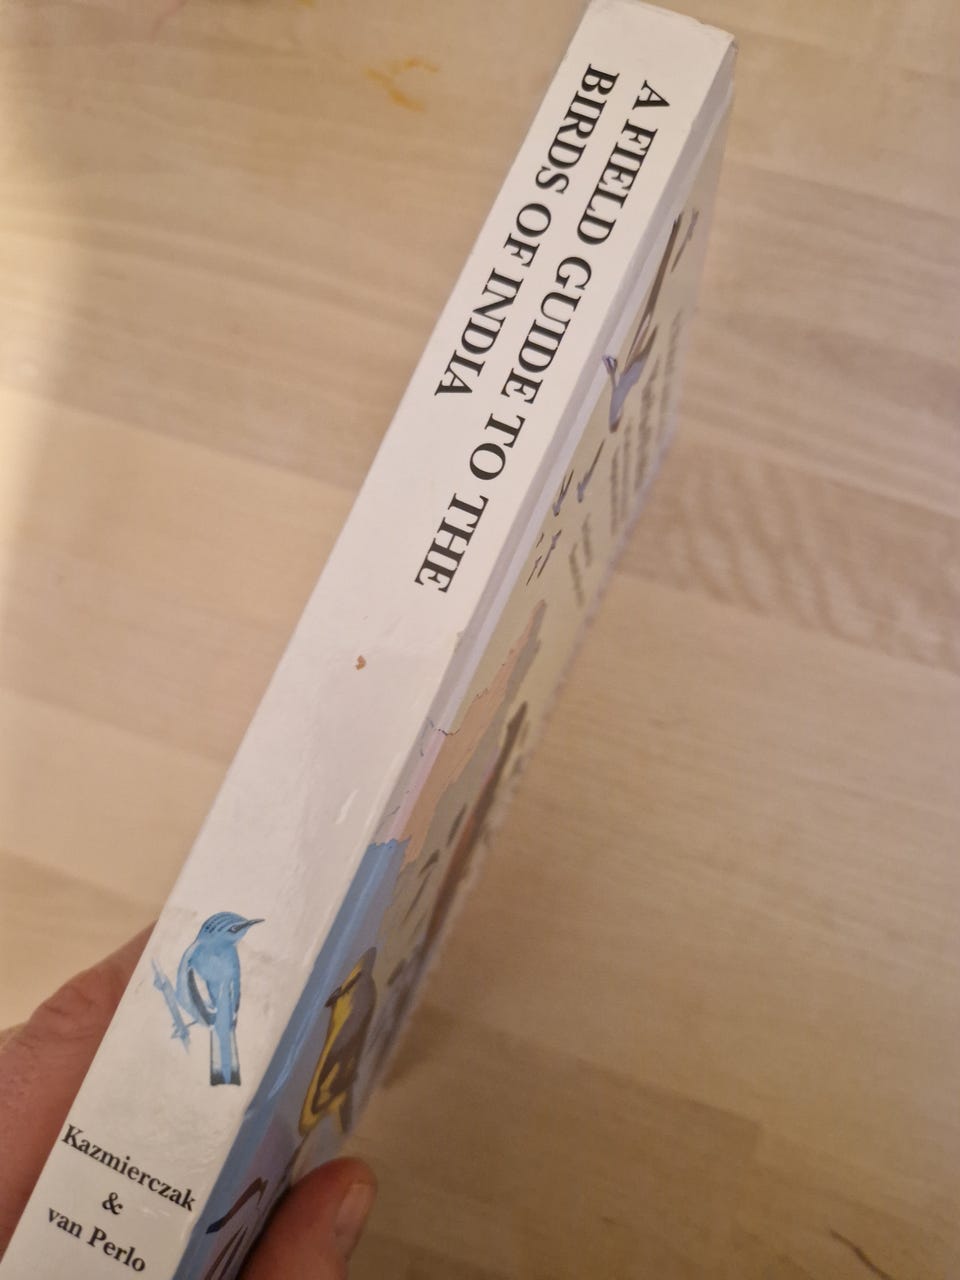 A FIELD GUIDE TO THE
BIRDS OF INDIA
Kazmierczak
&
van Perlo